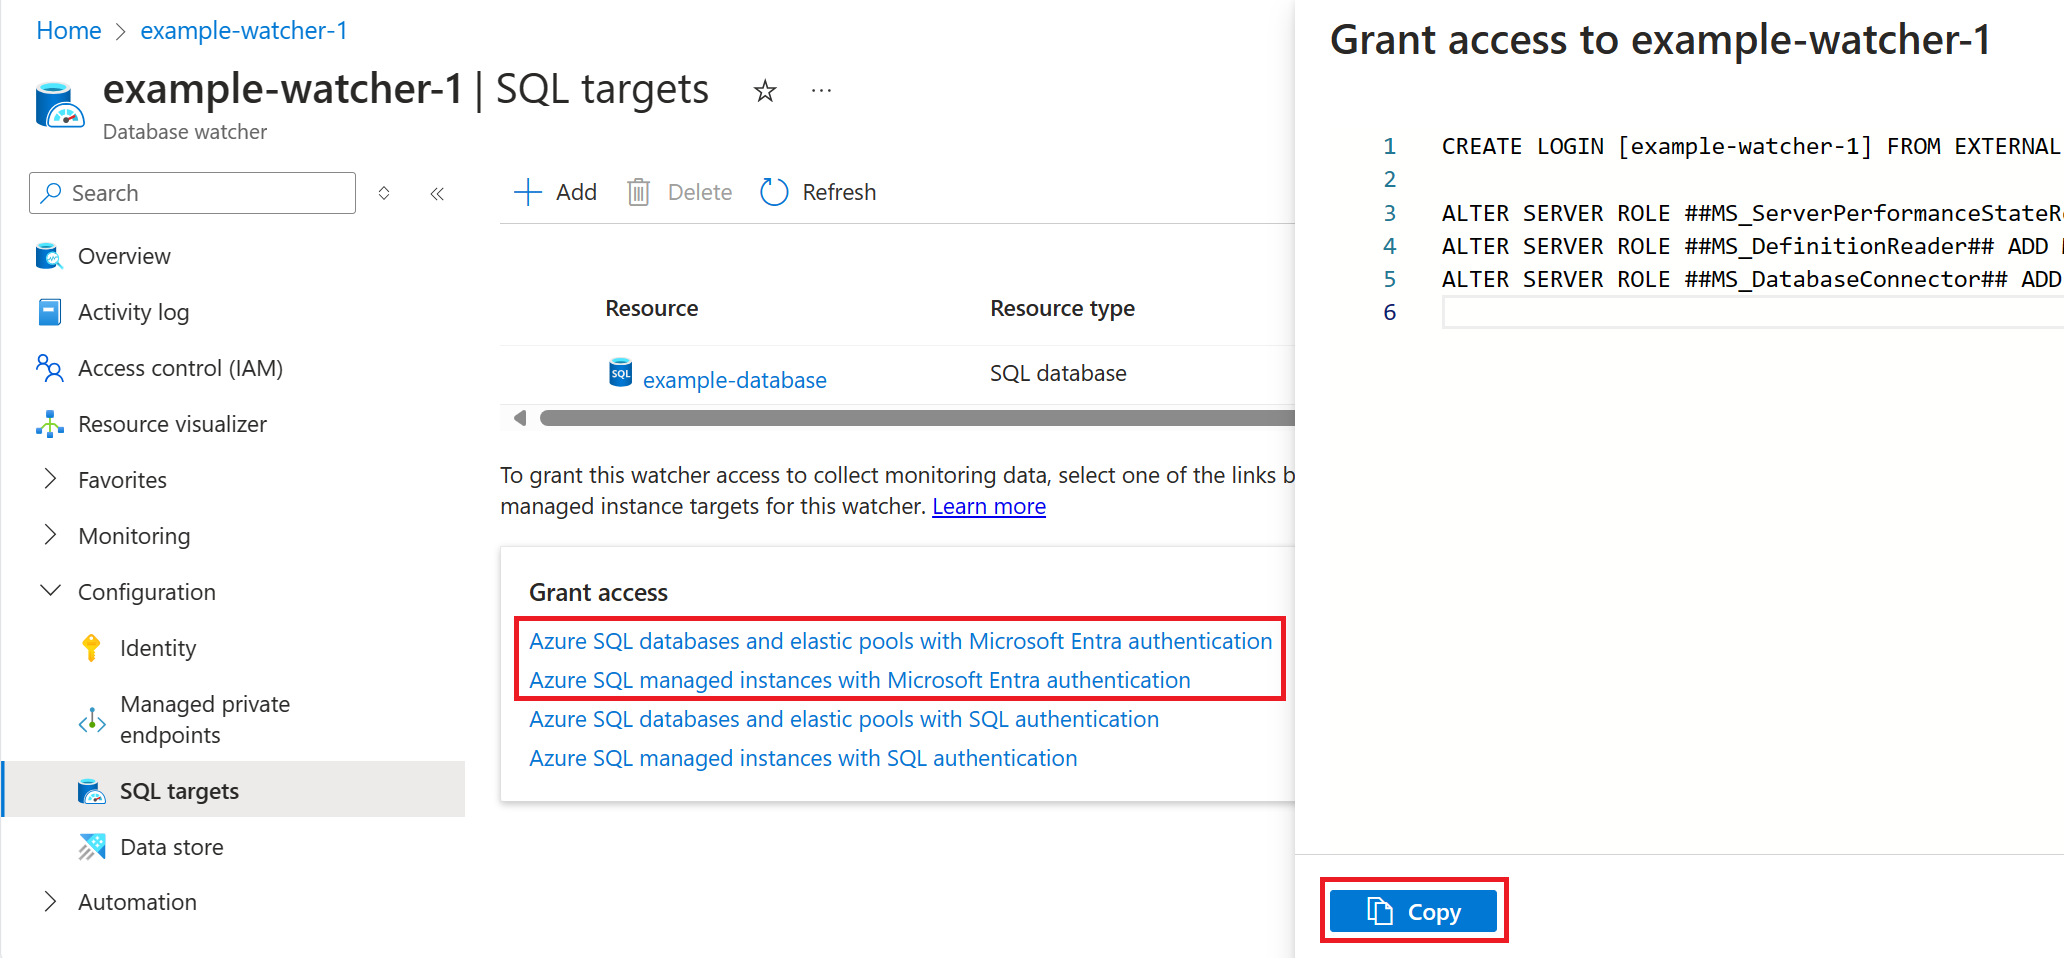 Home > example-watcher-1
example-watcher-1 | SQL targets
Database watcher
Search
Overview
Activity log
Access control (IAM)
Resource visualizer
Favorites
Monitoring
Configuration
Identity
Managed private
endpoints
SQL targets
Data store
Automation
Add Delete Refresh
Resource Resource type
SQL example-database SQL database
To grant this watcher access to collect monitoring data, select one of the links
managed instance targets for this watcher. Learn more
Grant access
Azure SQL databases and elastic pools with Microsoft Entra authentication
Azure SQL managed instances with Microsoft Entra authentication
Azure SQL databases and elastic pools with SQL authentication
Azure SQL managed instances with SQL authentication
Grant access to example-watcher-1
1 CREATE LOGIN [example-watcher-1] FROM EXTERNAL
2
3 ALTER SERVER ROLE ##MS_ServerPerformanceStateR
4 ALTER SERVER ROLE ##MS_DefinitionReader## ADD
5 ALTER SERVER ROLE ##MS_DatabaseConnector## ADD
6
Copy